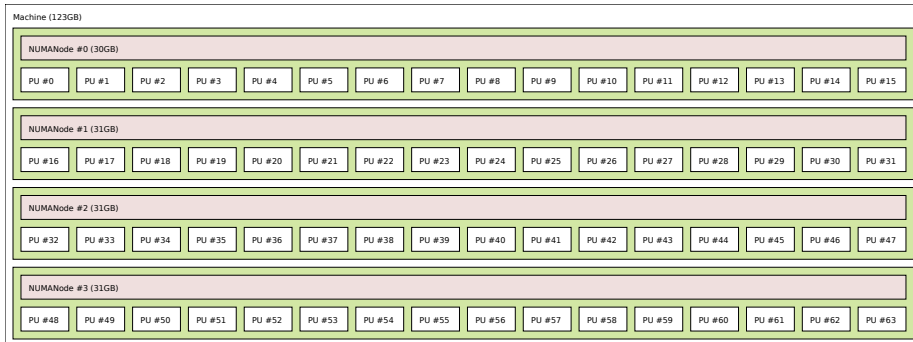 Machine (123GB)
NUMANode #0 (30GB)
PU #0 PU #1 PU #2 PU #3 PU #4 PU #5 PU #6 PU #7 PU #8 PU #9 PU #10 PU #11 PU #12 PU #13 PU #14 PU #15
NUMANode #1 (31GB)
PU #16 PU #17 PU #18 PU #19 PU #20 PU #21 PU #22 PU #23 PU #24 PU #25 PU #26 PU #27 PU #28 PU #29 PU #30 PU #31
NUMANode #2 (31GB)
PU #32 PU #33 PU #34 PU #35 PU #36 PU #37 PU #38 PU #39 PU #40 PU #41 PU #42 PU #43 PU #44 PU #45 PU #46 PU #47
NUMANode #3 (31GB)
PU #48 PU #49 PU #50 PU #51 PU #52 PU #53 PU #54 PU #55 PU #56 PU #57 PU #58 PU #59 PU #60 PU #61 PU #62 PU #63